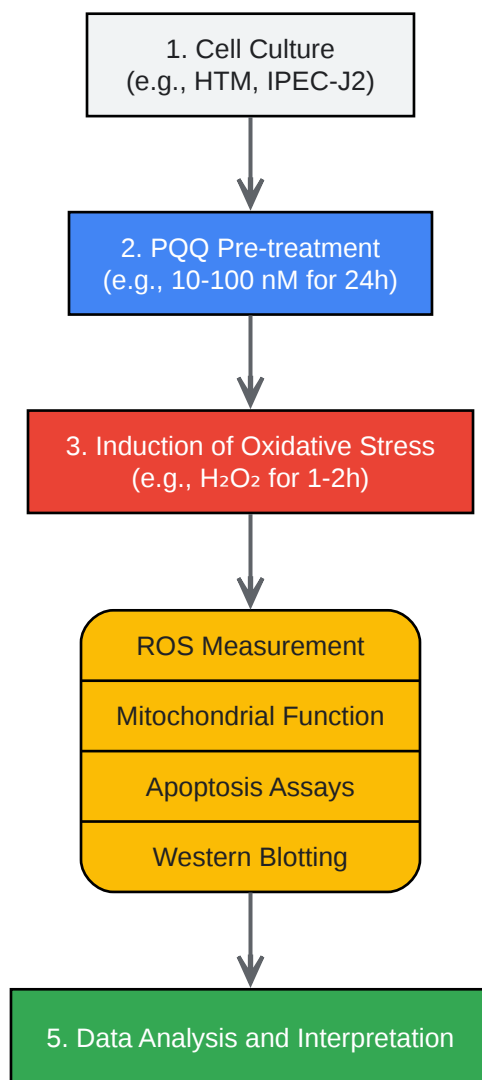 1. Cell Culture
(e.g., HTM, IPEC-J2)
2. PQQ Pre-treatment
(e.g., 10-100 nM for 24h)
3. Induction of Oxidative Stress
(e.g., H₂O₂ for 1-2h)
ROS Measurement
Mitochondrial Function
Apoptosis Assays
Western Blotting
5. Data Analysis and Interpretation